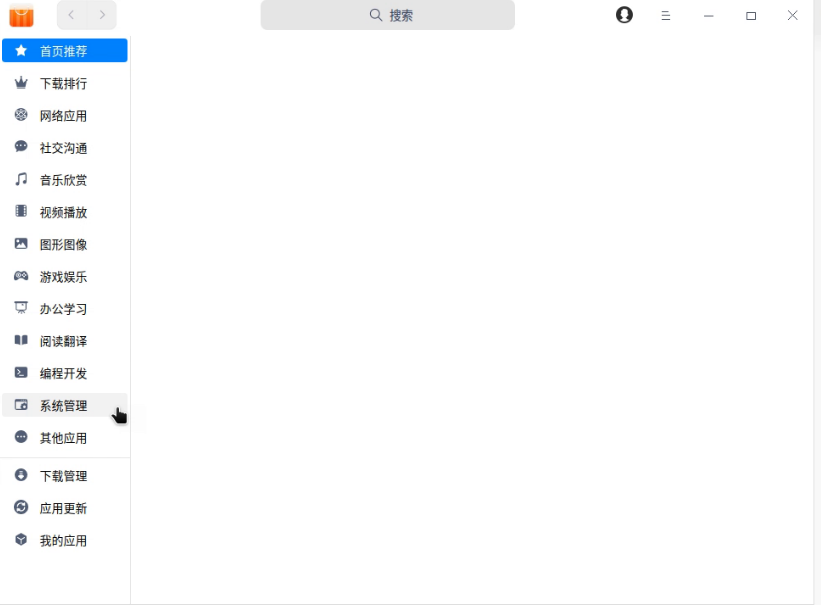 搜索
首页推荐
下载排行
网络应用
社交沟通
音乐欣赏
视频播放
图形图像
游戏娱乐
办公学习
阅读翻译
编程开发
系统管理
其他应用
下载管理
应用更新
我的应用